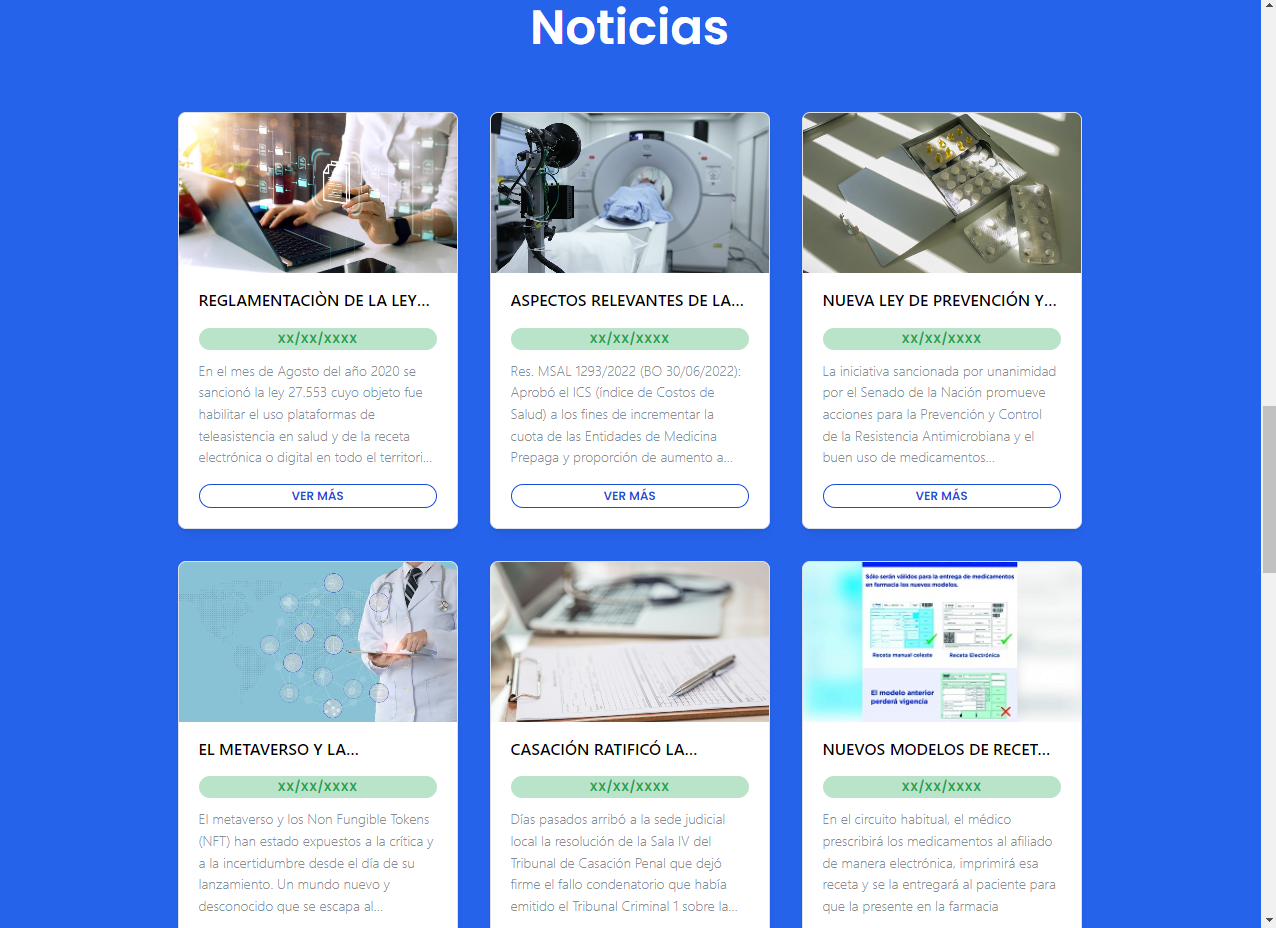 Noticias
REGLAMENTACIÒN DE LA LEY...
XX/XX/XXXX
En el mes de Agosto del año 2020 se
sancionó la ley 27.553 cuyo objeto fue
habilitar el uso plataformas de
teleasistencia en salud y de la receta
electrónica o digital en todo el territori...
VER MÁS
ASPECTOS RELEVANTES DE LA...
XX/XX/XXXX
Res. MSAL 1293/2022 (BO 30/06/2022):
Aprobó el ICS (índice de Costos de
Salud) a los fines de incrementar la
cuota de las Entidades de Medicina
Prepaga y proporción de aumento a...
VER MÁS
NUEVA LEY DE PREVENCIÓN Y...
XX/XX/XXXX
La iniciativa sancionada por unanimidad
por el Senado de la Nación promueve
acciones para la Prevención y Control
de la Resistencia Antimicrobiana y el
buen uso de medicamentos...
VER MÁS
EL METAVERSO Y LA...
XX/XX/XXXX
El metaverso y los Non Fungible Tokens
(NFT) han estado expuestos a la crítica y
a la incertidumbre desde el día de su
lanzamiento. Un mundo nuevo y
desconocido que se escapa al...
CASACIÓN RATIFICÓ LA...
XX/XX/XXXX
Días pasados arribó a la sede judicial
local la resolución de la Sala IV del
Tribunal de Casación Penal que dejó
firme el fallo condenatorio que había
emitido el Tribunal Criminal 1 sobre la...
Sólo serán válidos para la entrega de medicamentos
en farmacia los nuevos modelos.
Receta manual celeste
Receta Electrónica
El modelo anterior
perderá vigencia
NUEVOS MODELOS DE RECET...
XX/XX/XXXX
En el circuito habitual, el médico
prescribirá los medicamentos al afiliado
de manera electrónica, imprimirá esa
receta y se la entregará al paciente para
que la presente en la farmacia